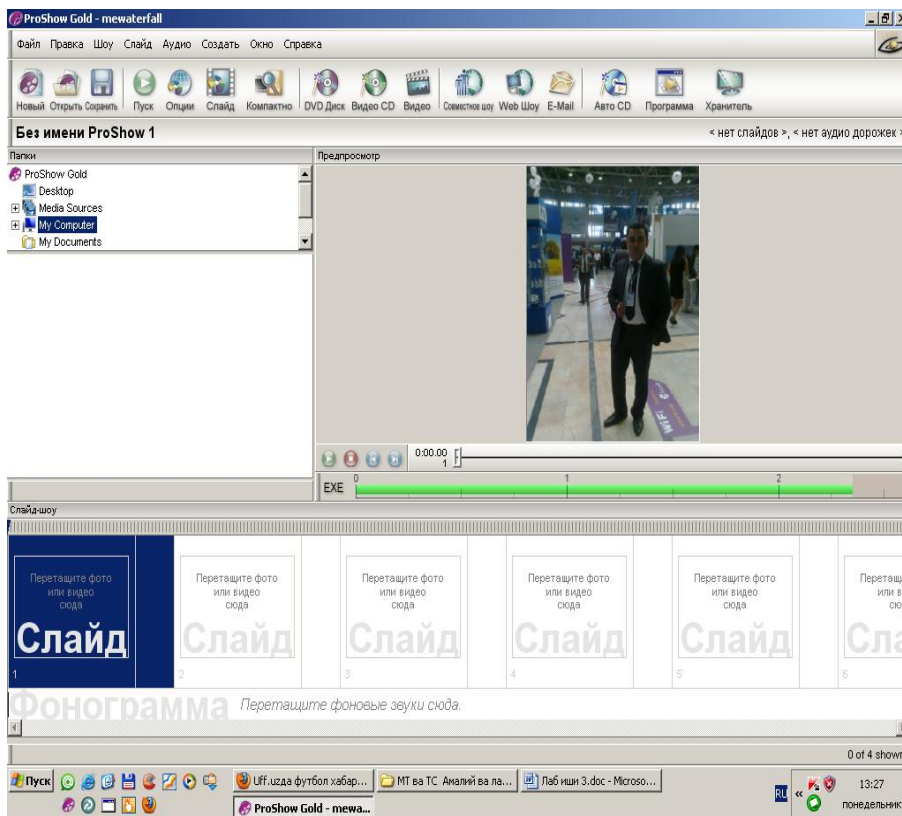 ProShow Gold - mewaterfall
Файл Правка Шоу Слайд Аудио Создать Окно Справка
Новый Открыть Сохранить Пуск Опции Слайд Компактно DVD Диск Видео CD Видео Совместное шоу Web Шоу E-Mail Авто CD Программа Хранитель
Без имени ProShow 1 < нет слайдов >, < нет аудио дорожек >
Папки
ProShow Gold
Desktop
Media Sources
My Computer
My Documents
Предпросмотр
WiFi
0:00.00
1
EXE 0 1 2
Слайд-шоу
Перетащите фото или видео сюда
Слайд
1
Перетащите фото или видео сюда
Слайд
2
Перетащите фото или видео сюда
Слайд
3
Перетащите фото или видео сюда
Слайд
4
Перетащите фото или видео сюда
Слайд
5
Перетащ
или в
сю
Сла
6
Фонограмма Перетащите фоновые звуки сюда.
0 of 4 shown
Пуск Uff.uzда футбол хабар... МТ ва ТС Амалий ва ла... Лаб иши 3.doc - Microso... RU « 13:27
ProShow Gold - mewa... понедельник